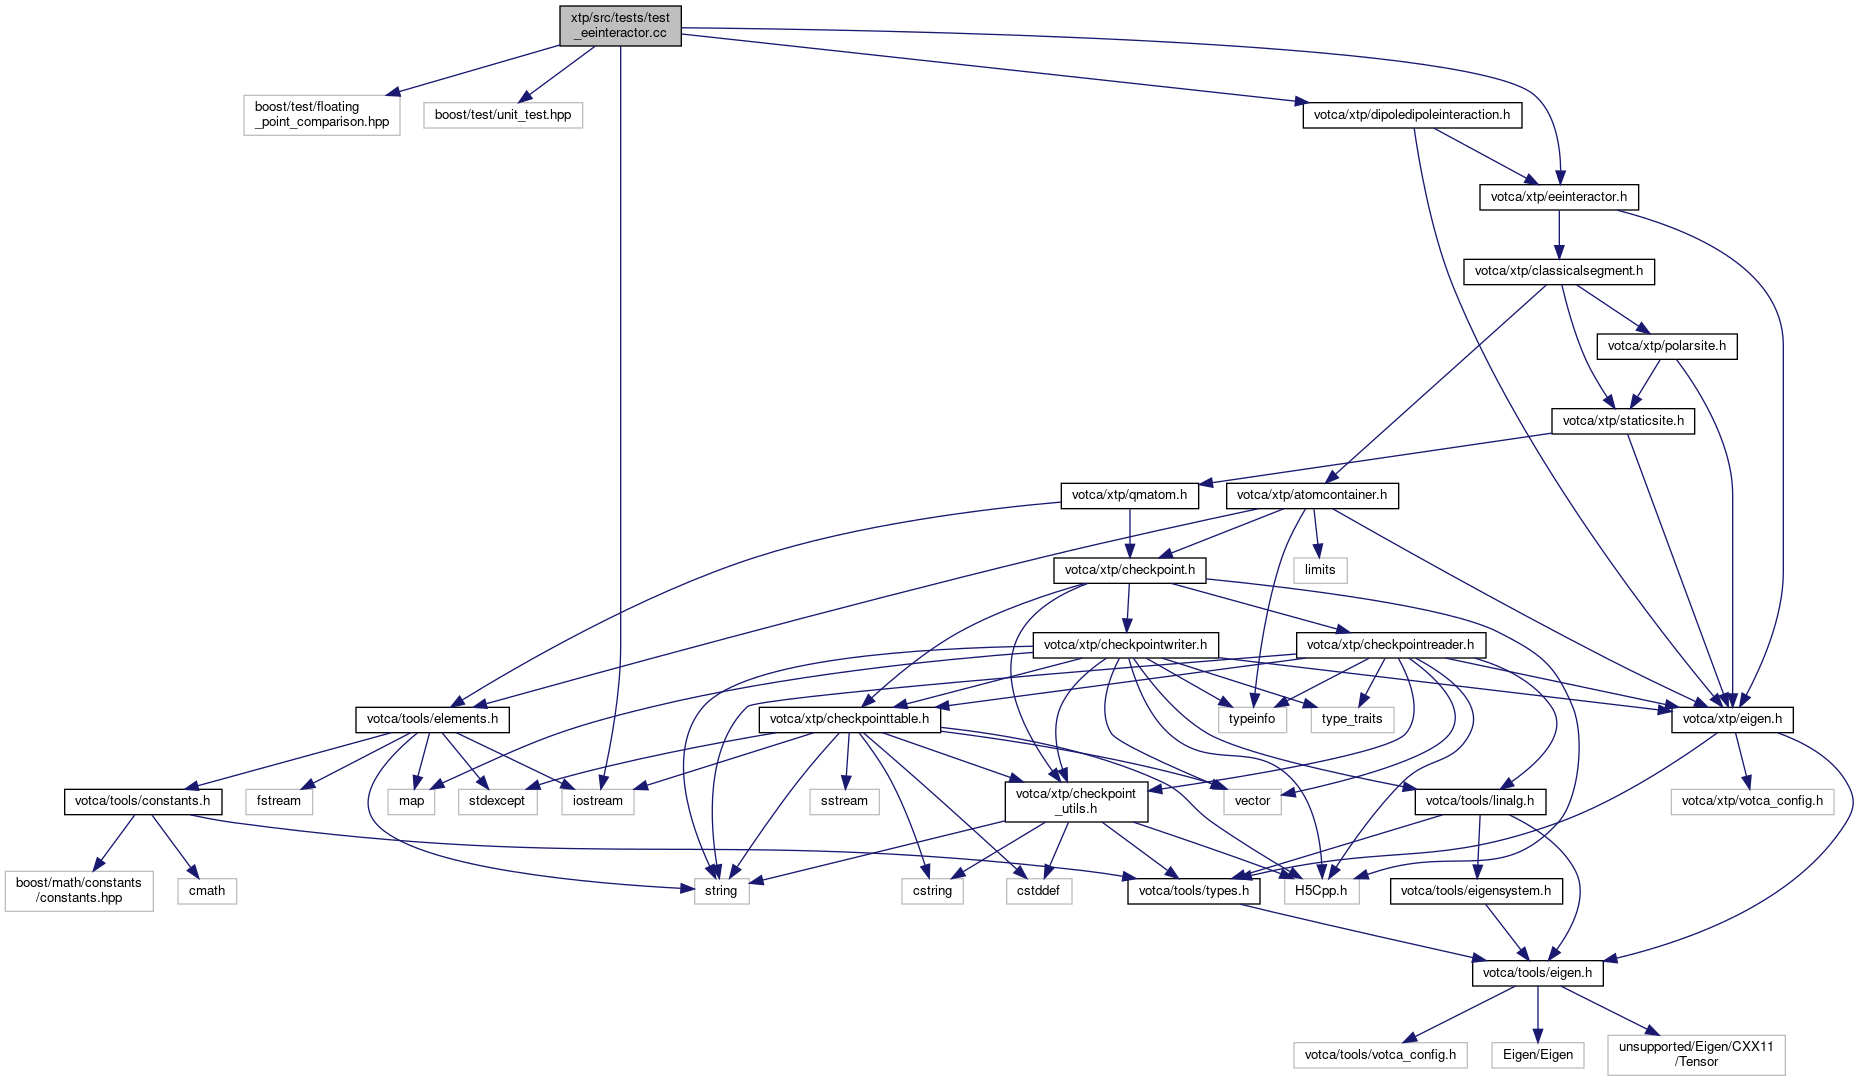 xtp/src/tests/test
_eeinteractor.cc
boost/test/floating
_point_comparison.hpp
boost/test/unit_test.hpp
votca/xtp/dipoledipoleinteraction.h
votca/xtp/eeinteractor.h
votca/xtp/classicalsegment.h
votca/xtp/polarsite.h
votca/xtp/staticsite.h
votca/xtp/qmatom.h
votca/xtp/atomcontainer.h
votca/xtp/checkpoint.h
limits
votca/xtp/checkpointwriter.h
votca/xtp/checkpointreader.h
votca/tools/elements.h
votca/xtp/checkpointtable.h
typeinfo
type_traits
votca/xtp/eigen.h
votca/tools/constants.h
fstream
map
stdexcept
iostream
sstream
votca/xtp/checkpoint
_utils.h
vector
votca/tools/linalg.h
votca/xtp/votca_config.h
boost/math/constants
/constants.hpp
cmath
string
cstring
cstddef
votca/tools/types.h
H5Cpp.h
votca/tools/eigensystem.h
votca/tools/eigen.h
votca/tools/votca_config.h
Eigen/Eigen
unsupported/Eigen/CXX11
/Tensor